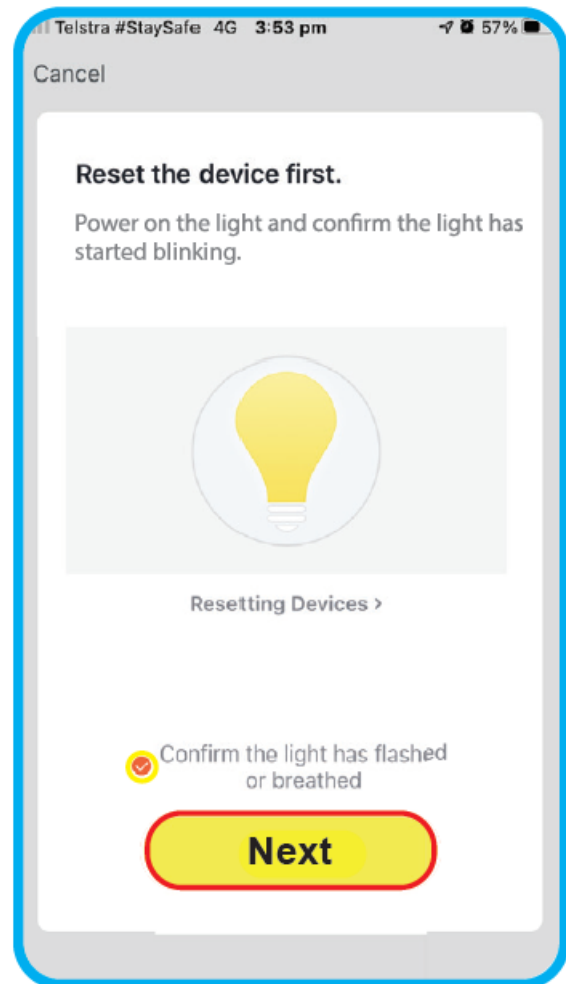 Telstra #StaySafe 4G 3:53 pm 57%
Cancel
Reset the device first.
Power on the light and confirm the light has
started blinking.
Resetting Devices >
Confirm the light has flashed
or breathed
Next